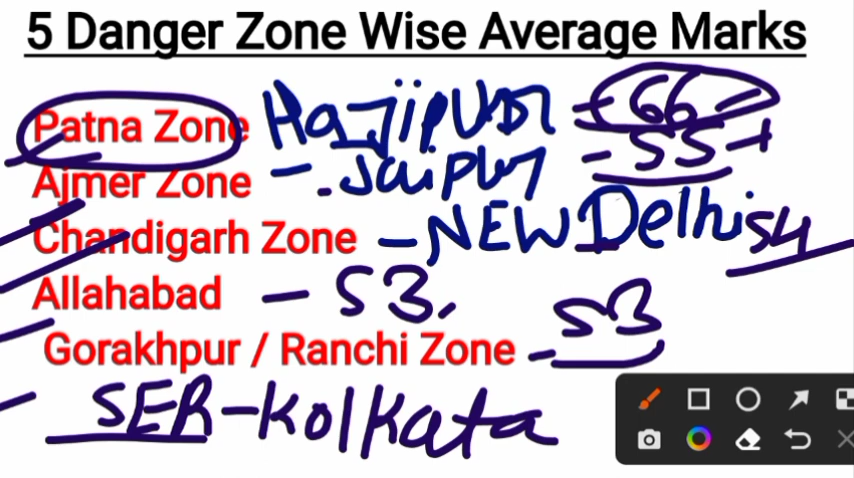 5 Danger Zone Wise Average Marks
Patna Zone Hajipur - 66
Ajmer Zone - Jaipur - 55+
Chandigarh Zone - NEW Delhi 54
Allahabad - 53.
Gorakhpur / Ranchi Zone - 53
SER-Kolkata